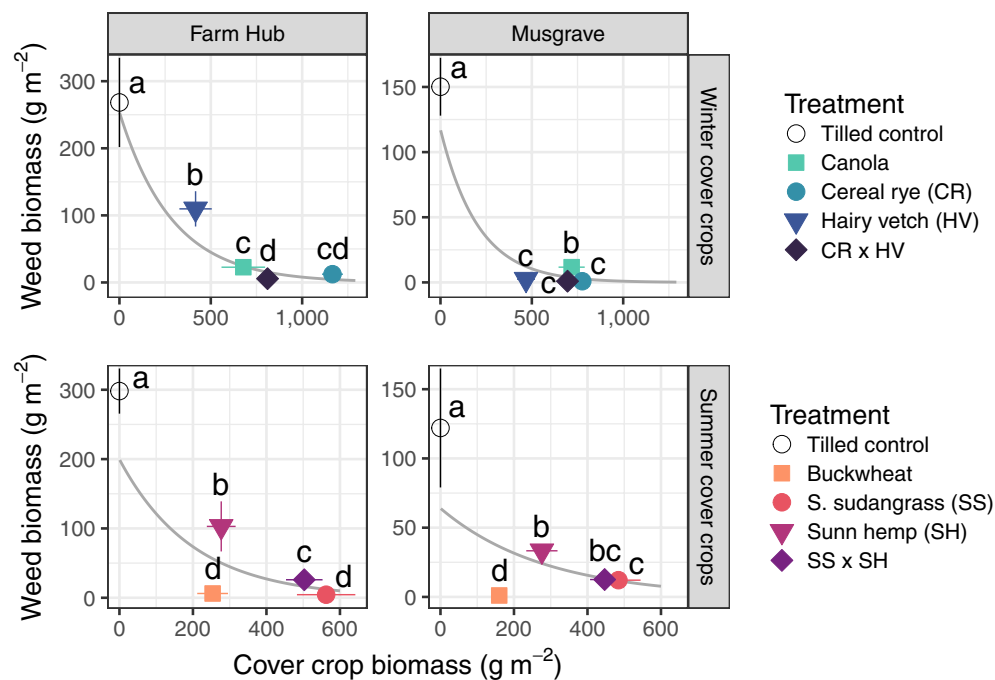 Farm Hub
Musgrave
Weed biomass (g m−2)
300
200
100
0
a
b
c
d
cd
0
500
1,000
150
100
50
0
a
c
c
b
c
0
500
1,000
Winter cover crops
Treatment
Tilled control
Canola
Cereal rye (CR)
Hairy vetch (HV)
CR x HV
Weed biomass (g m−2)
300
200
100
0
a
b
d
c
d
0
200
400
600
150
100
50
0
a
d
b
bc
c
0
200
400
600
Summer cover crops
Treatment
Tilled control
Buckwheat
S. sudangrass (SS)
Sunn hemp (SH)
SS x SH
Cover crop biomass (g m−2)